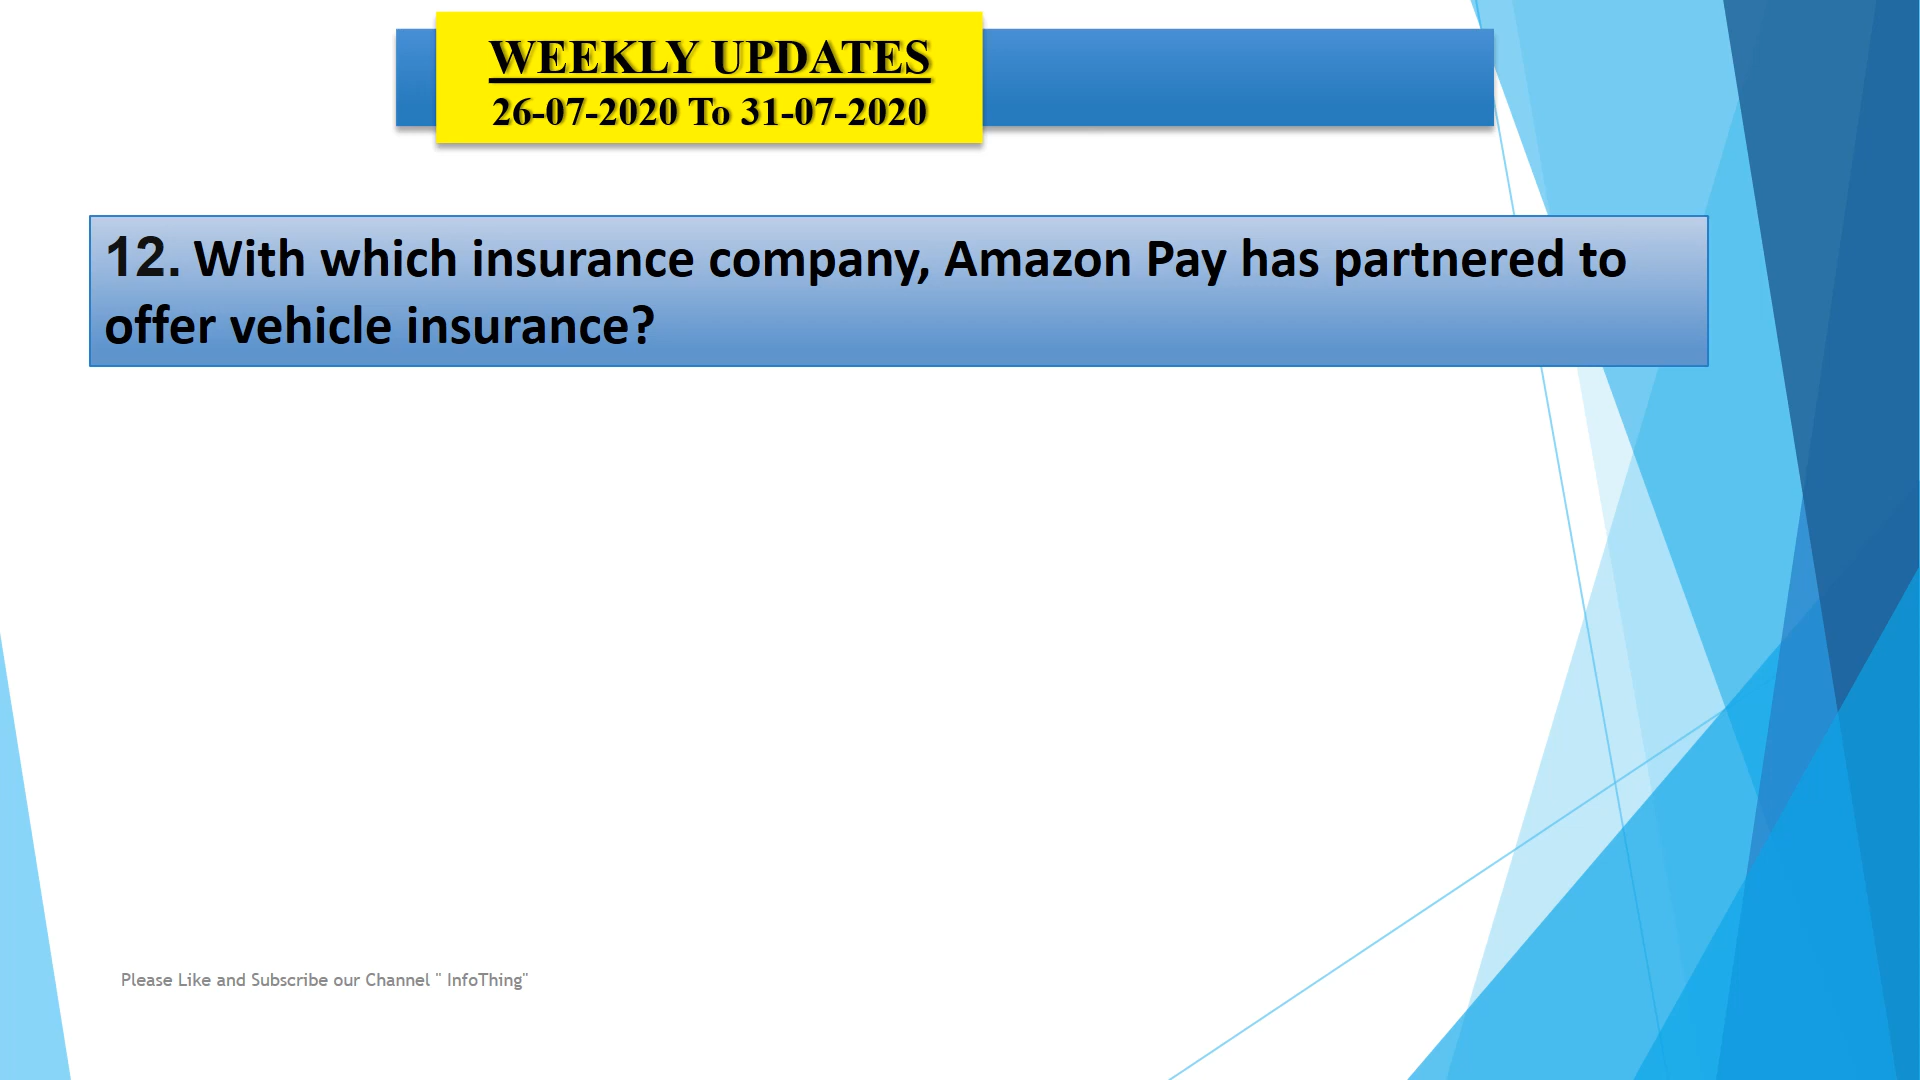 WEEKLY UPDATES
26-07-2020 To 31-07-2020
12. With which insurance company, Amazon Pay has partnered to
offer vehicle insurance?
Please Like and Subscribe our Channel " InfoThing"